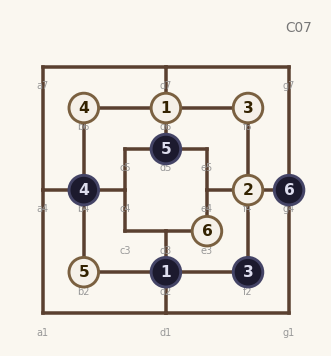 C07
a7 d7 g7
4 1 3
b6 d6 f6
5
c5 d5 e5
4 2 6
a4 b4 c4 e4 f4 g4
6
c3 d3 e3
5 1 3
b2 d2 f2
a1 d1 g1